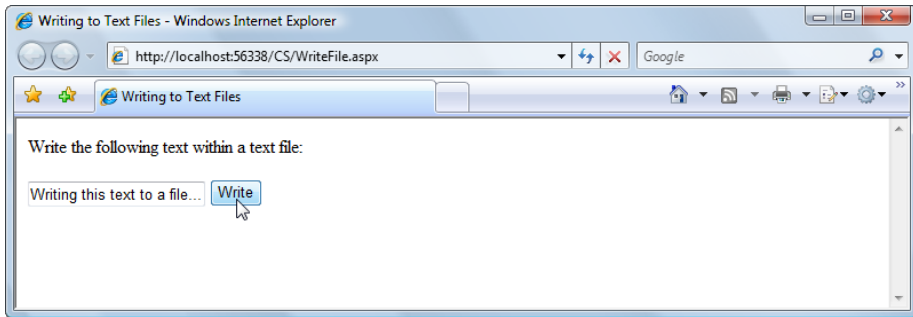 Writing to Text Files - Windows Internet Explorer
http://localhost:56338/CS/WriteFile.aspx
Google
Writing to Text Files
Write the following text within a text file:
Writing this text to a file... Write